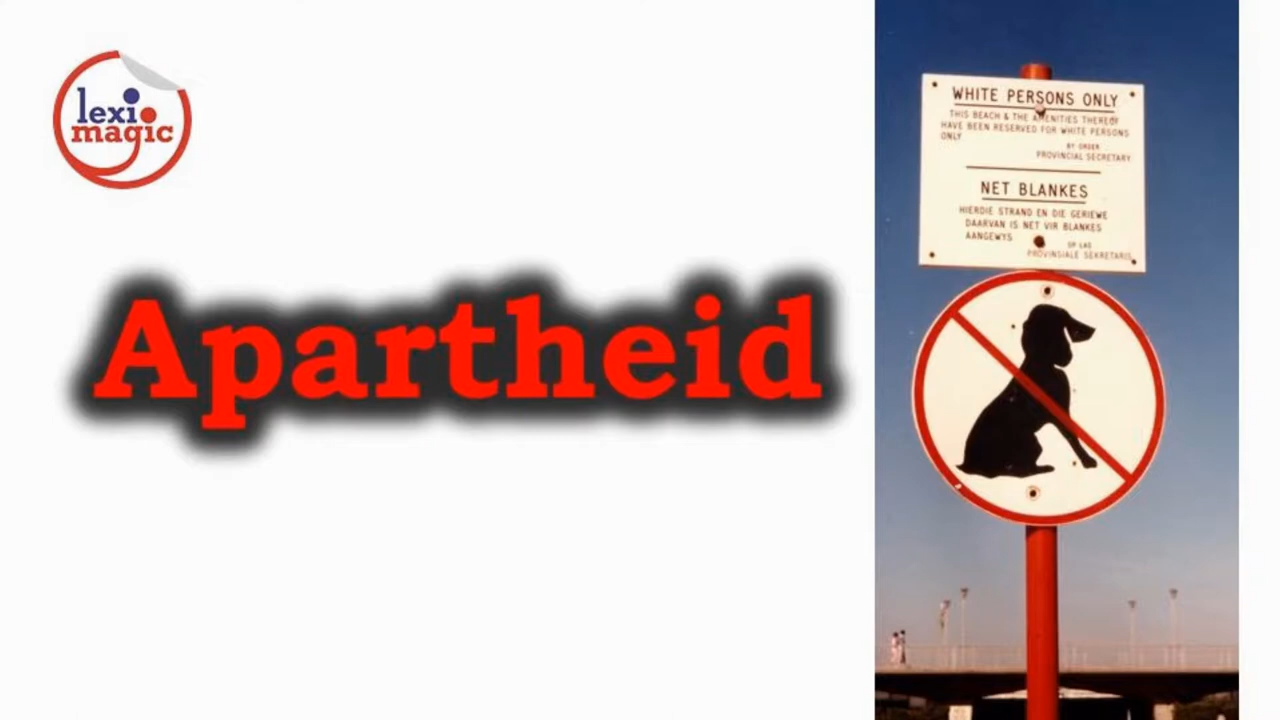 lexi
magic
Apartheid
WHITE PERSONS ONLY
THIS BEACH & THE AMENITIES THEREOF
HAVE BEEN RESERVED FOR WHITE PERSONS
ONLY
BY ORDER
PROVINCIAL SECRETARY
NET BLANKES
HIERDIE STRAND EN DIE GERIEWE
DAARVAN IS NET VIR BLANKES
AANGEWYS
OP LAS
PROVINSIALE SEKRETARIS